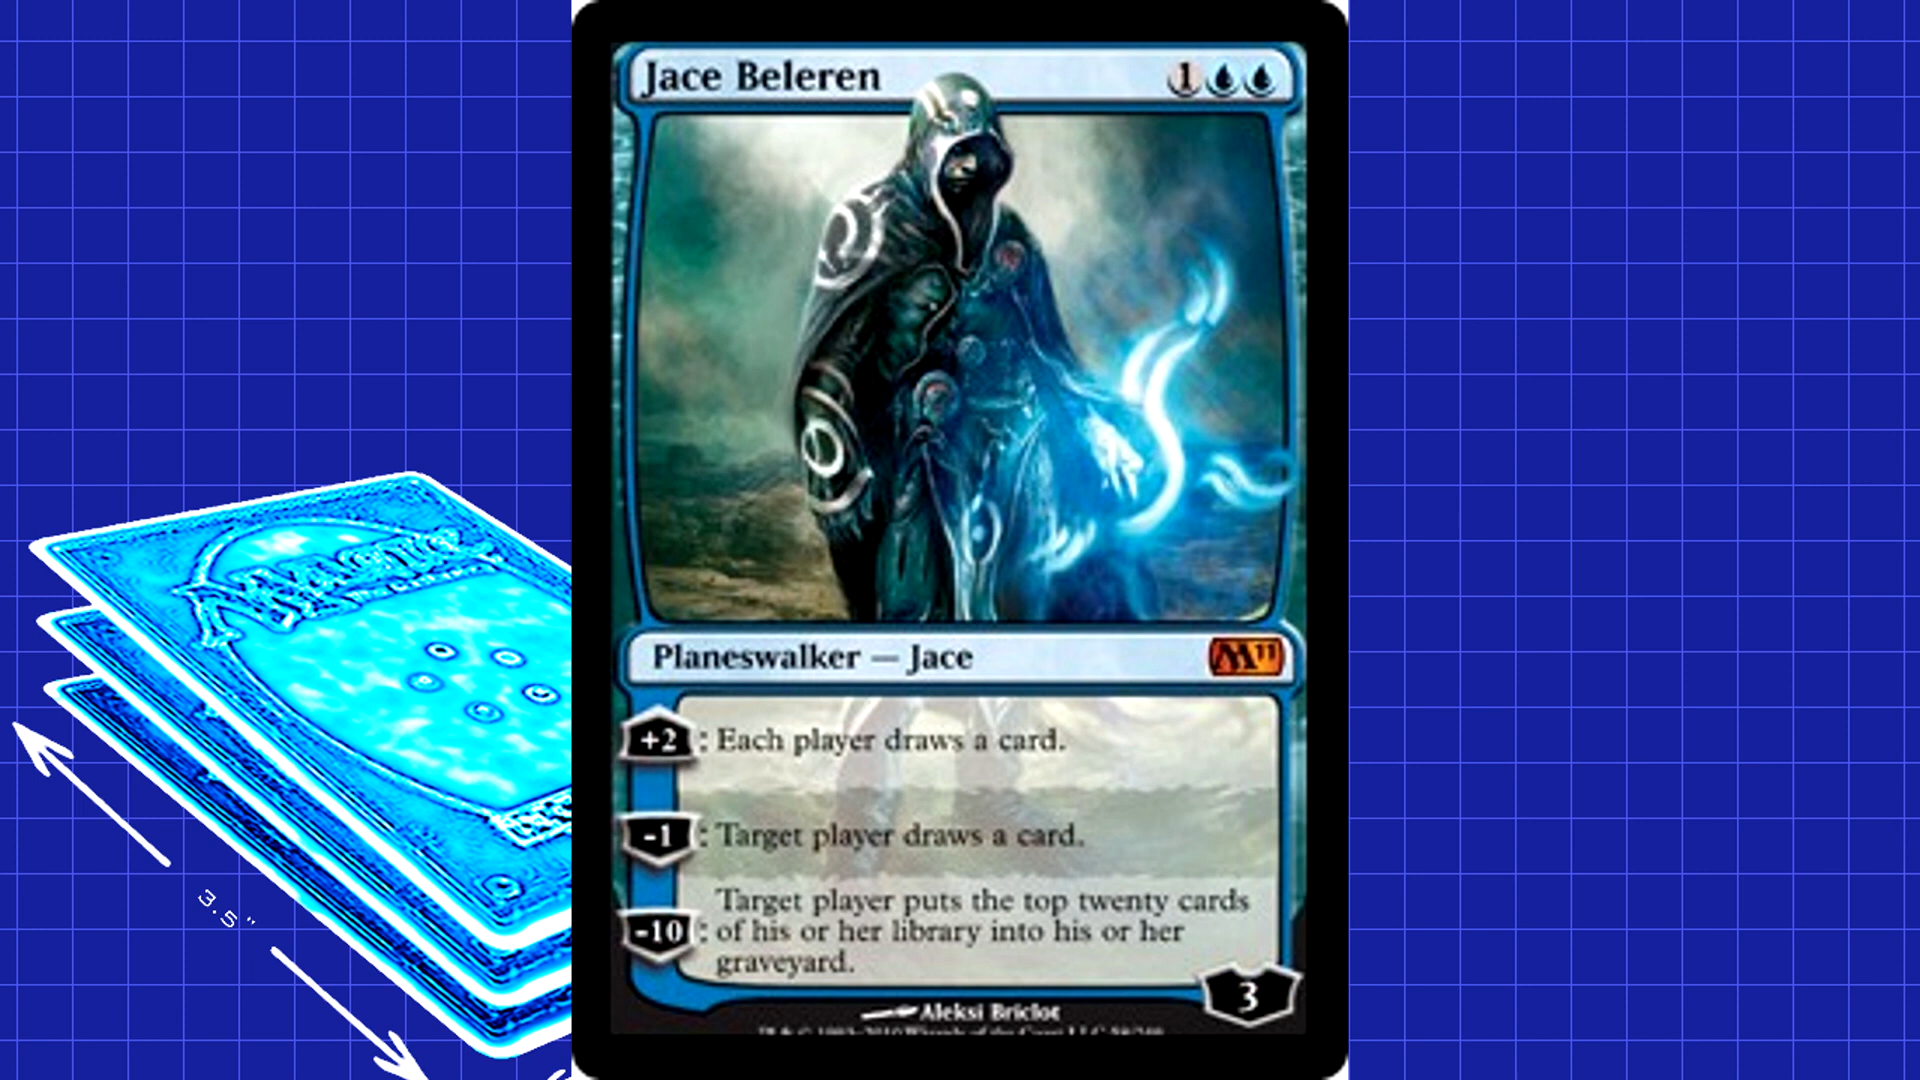 Jace Beleren 1
Planeswalker — Jace M11
+2 : Each player draws a card.
-1 : Target player draws a card.
-10 : Target player puts the top twenty cards
of his or her library into his or her
graveyard.
3
Aleksi Briclot
3.5"